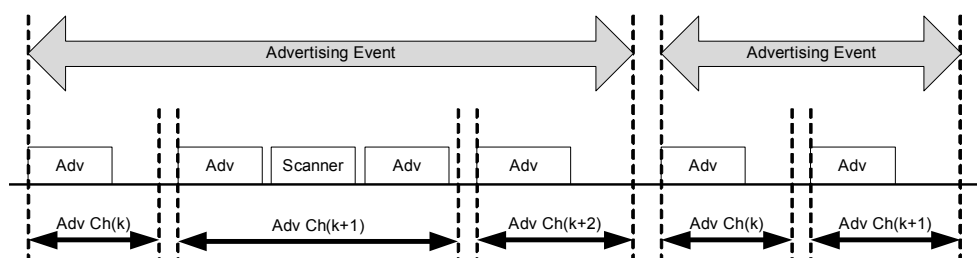 Advertising Event
Advertising Event
Adv
Adv
Scanner
Adv
Adv
Adv
Adv
Adv Ch(k)
Adv Ch(k+1)
Adv Ch(k+2)
Adv Ch(k)
Adv Ch(k+1)